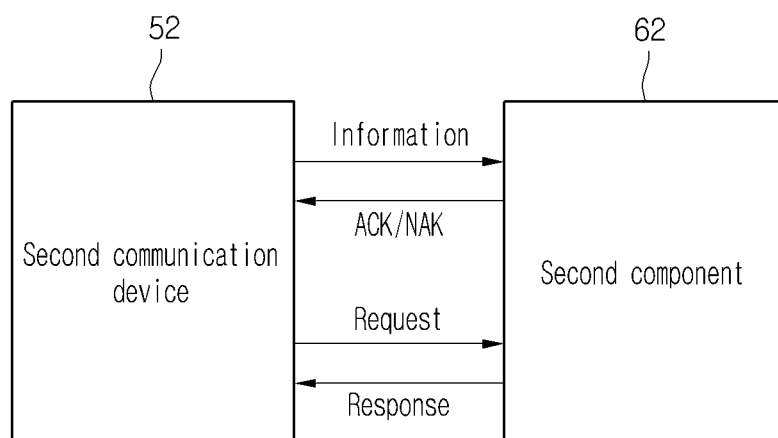 52
62
Information
ACK/NAK
Second communication
device
Second component
Request
Response